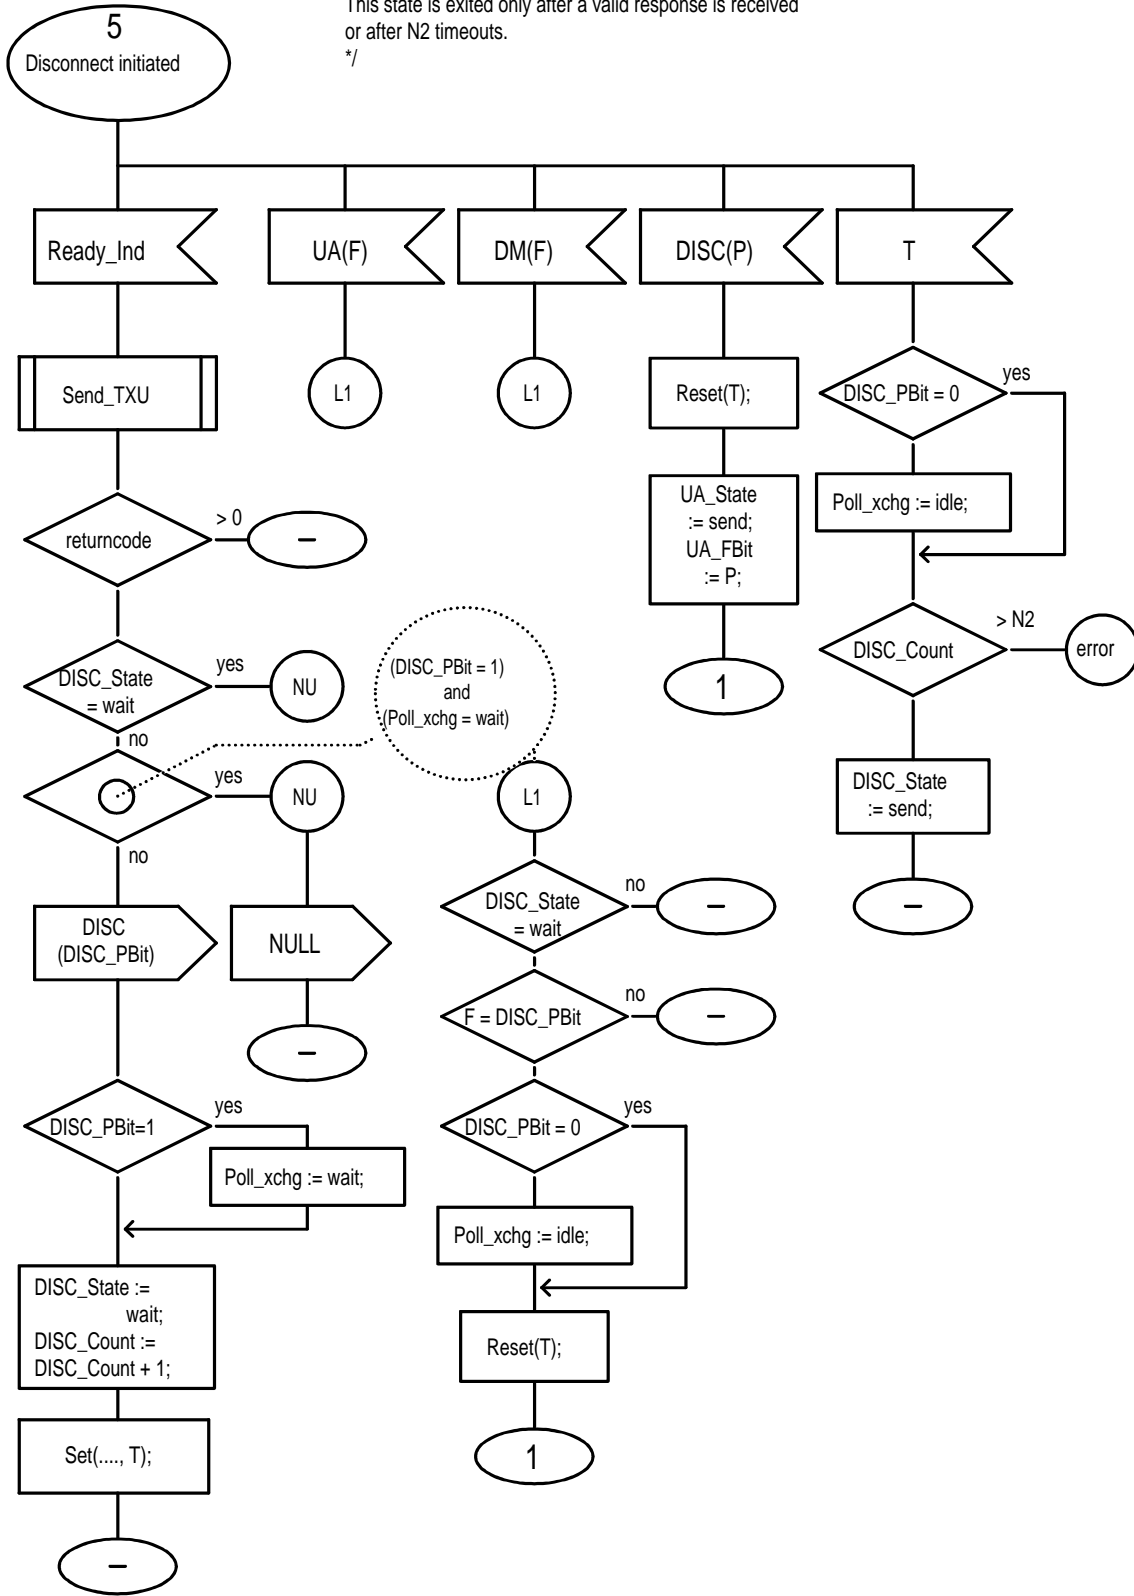 This state is exited only after a valid response is received
or after N2 timeouts.
*/
5
Disconnect initiated
Ready_Ind
UA(F)
DM(F)
DISC(P)
T
Send_TXU
L1
L1
Reset(T);
DISC_PBit = 0
yes
UA_State
:= send;
UA_FBit
:= P;
Poll_xchg := idle;
returncode
> 0
–
DISC_Count
> N2
error
DISC_State
= wait
yes
NU
(DISC_PBit = 1)
and
(Poll_xchg = wait)
1
no
yes
NU
L1
DISC_State
:= send;
no
–
DISC
(DISC_PBit)
NULL
DISC_State
= wait
no
–
F = DISC_PBit
no
–
–
DISC_PBit=1
yes
DISC_PBit = 0
yes
Poll_xchg := wait;
Poll_xchg := idle;
DISC_State :=
wait;
DISC_Count :=
DISC_Count + 1;
Reset(T);
Set(...., T);
1
–